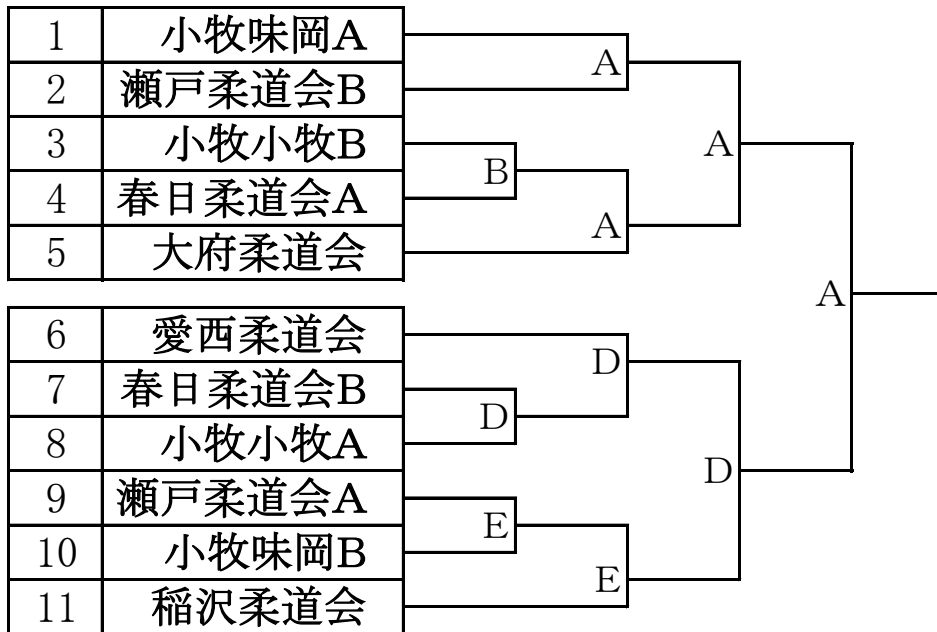 1 小牧味岡A
2 瀬戸柔道会B
3 小牧小牧B
4 春日柔道会A
5 大府柔道会
A
B
A
A
A
6 愛西柔道会
7 春日柔道会B
8 小牧小牧A
9 瀬戸柔道会A
10 小牧味岡B
11 稲沢柔道会
D
D
D
E
E